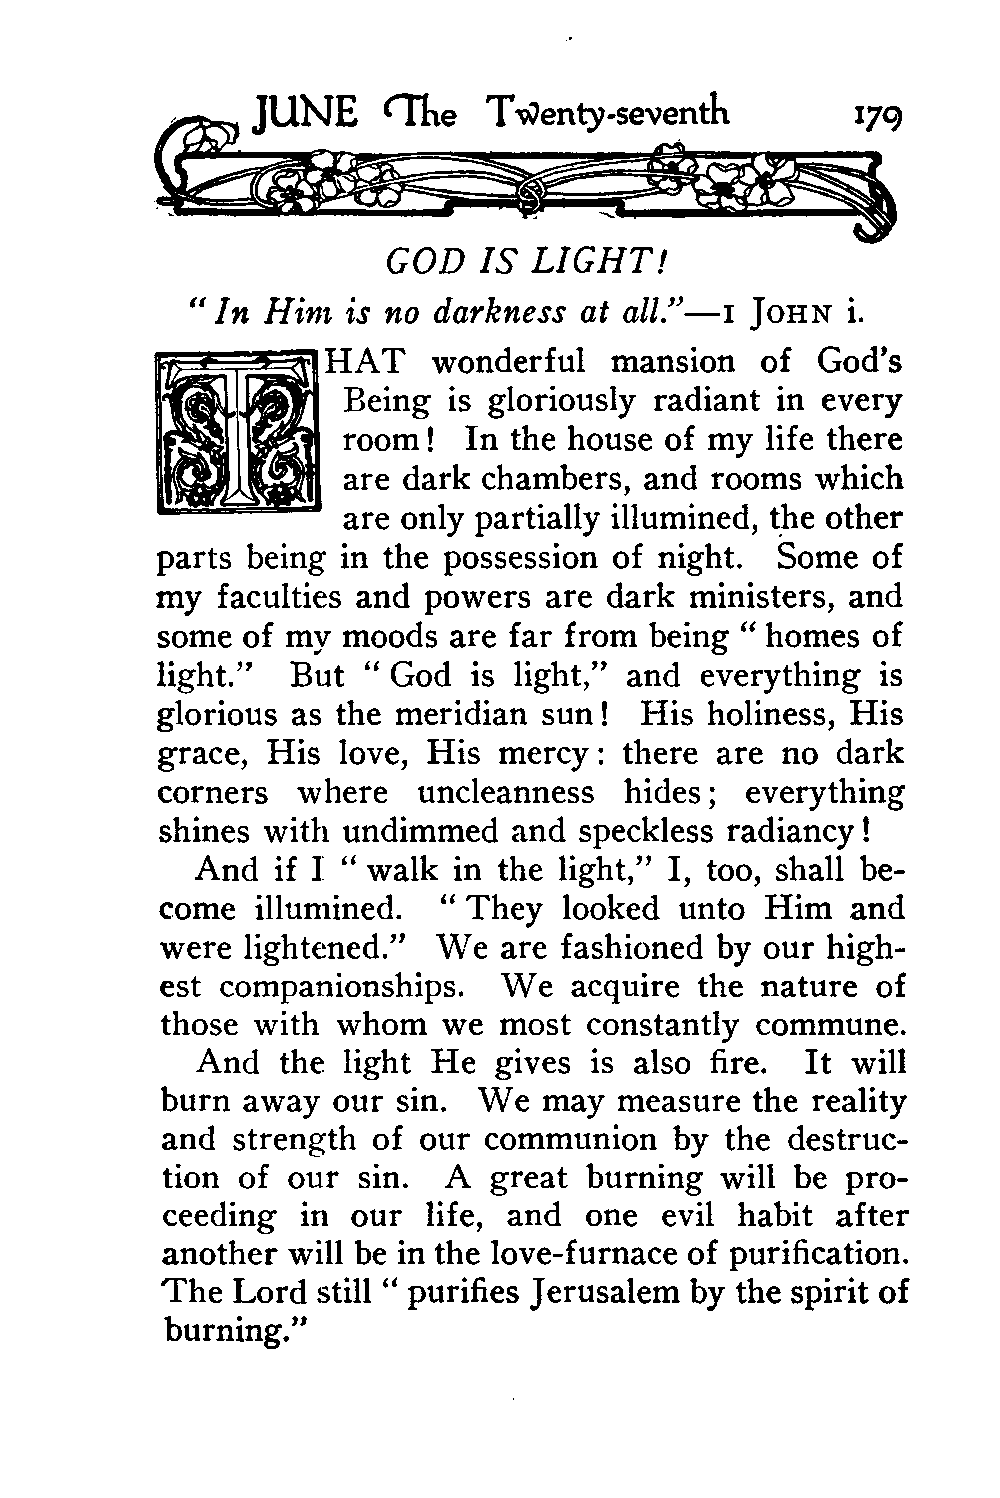 JUNE The Twenty-seventh 179
GOD IS LIGHT!
“In Him is no darkness at all.”—1 JOHN i.
THAT wonderful mansion of God’s
Being is gloriously radiant in every
room! In the house of my life there
are dark chambers, and rooms which
are only partially illumined, the other
parts being in the possession of night. Some of
my faculties and powers are dark ministers, and
some of my moods are far from being “homes of
light.” But “God is light,” and everything is
glorious as the meridian sun! His holiness, His
grace, His love, His mercy: there are no dark
corners where uncleanness hides; everything
shines with undimmed and speckless radiancy!
And if I “walk in the light,” I, too, shall be-
come illumined. “They looked unto Him and
were lightened.” We are fashioned by our high-
est companionships. We acquire the nature of
those with whom we most constantly commune.
And the light He gives is also fire. It will
burn away our sin. We may measure the reality
and strength of our communion by the destruc-
tion of our sin. A great burning will be pro-
ceeding in our life, and one evil habit after
another will be in the love-furnace of purification.
The Lord still “purifies Jerusalem by the spirit of
burning.”